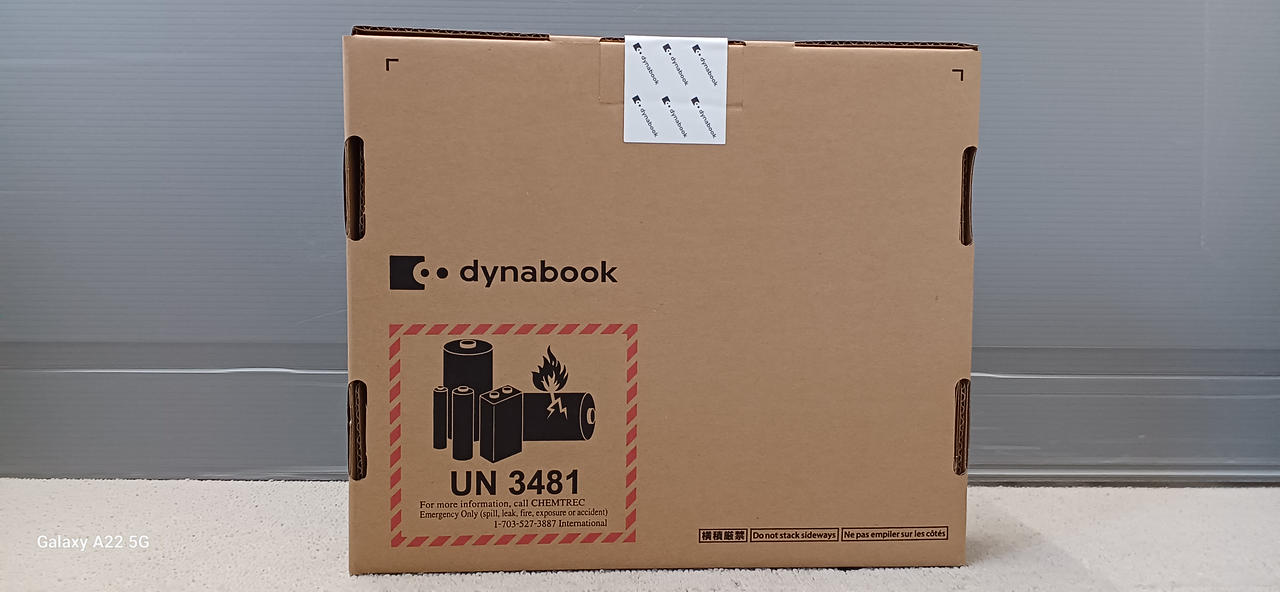 dynabook dynabook dynabook
dynabook dynabook dynabook
dynabook
UN 3481
For more information, call CHEMTREC
Emergency Only (spill, leak, fire, exposure or accident)
1-703-527-3887 International
横積厳禁 Do not stack sideways Ne pas empiler sur les côtés
Galaxy A22 5G